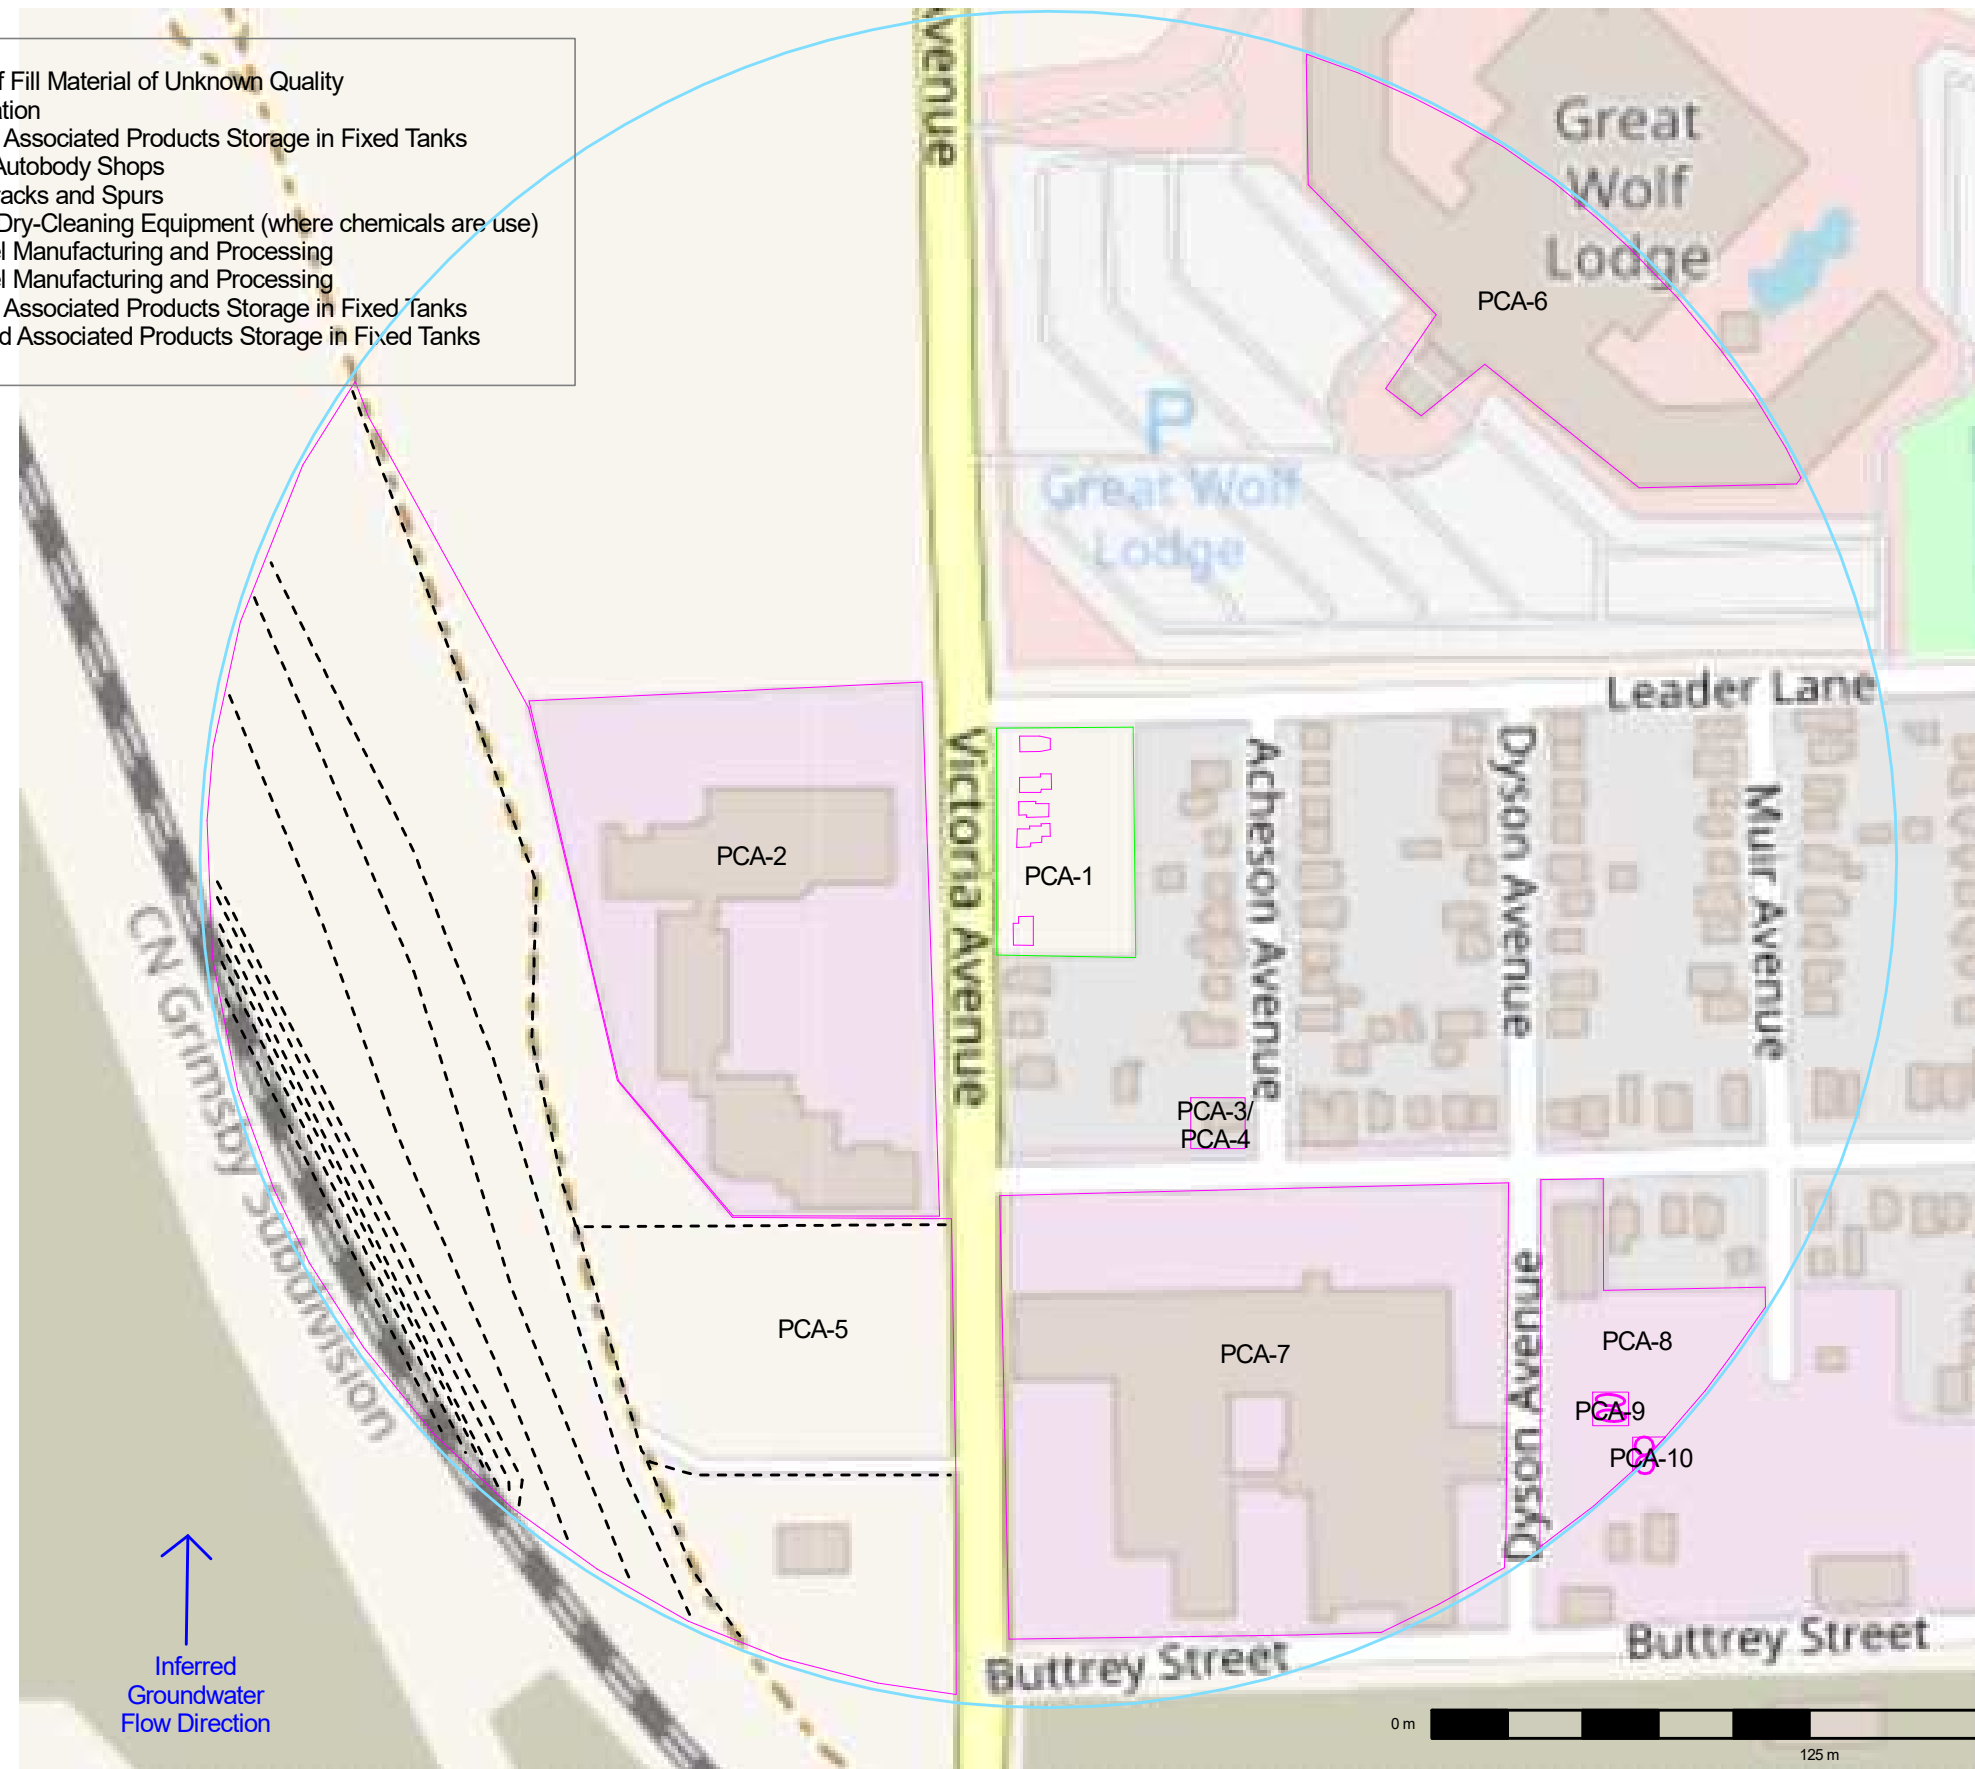 f Fill Material of Unknown Quality
ation
Associated Products Storage in Fixed Tanks
Autobody Shops
acks and Spurs
Dry-Cleaning Equipment (where chemicals are use)
el Manufacturing and Processing
el Manufacturing and Processing
Associated Products Storage in Fixed Tanks
d Associated Products Storage in Fixed Tanks
Avenue
Great
Wolf
Lodge
PCA-6
P
Great Wolf
Lodge
Leader Lane
Victoria Avenue
Acheson Avenue
Dyson Avenue
Muir Avenue
PCA-2
PCA-1
PCA-3/
PCA-4
CN Grimsby Subdivision
PCA-5
PCA-7
Dyson Avenue
PCA-8
PCA-9
PCA-10
Inferred
Groundwater
Flow Direction
Buttrey Street
Buttrey Street
0 m
125 m